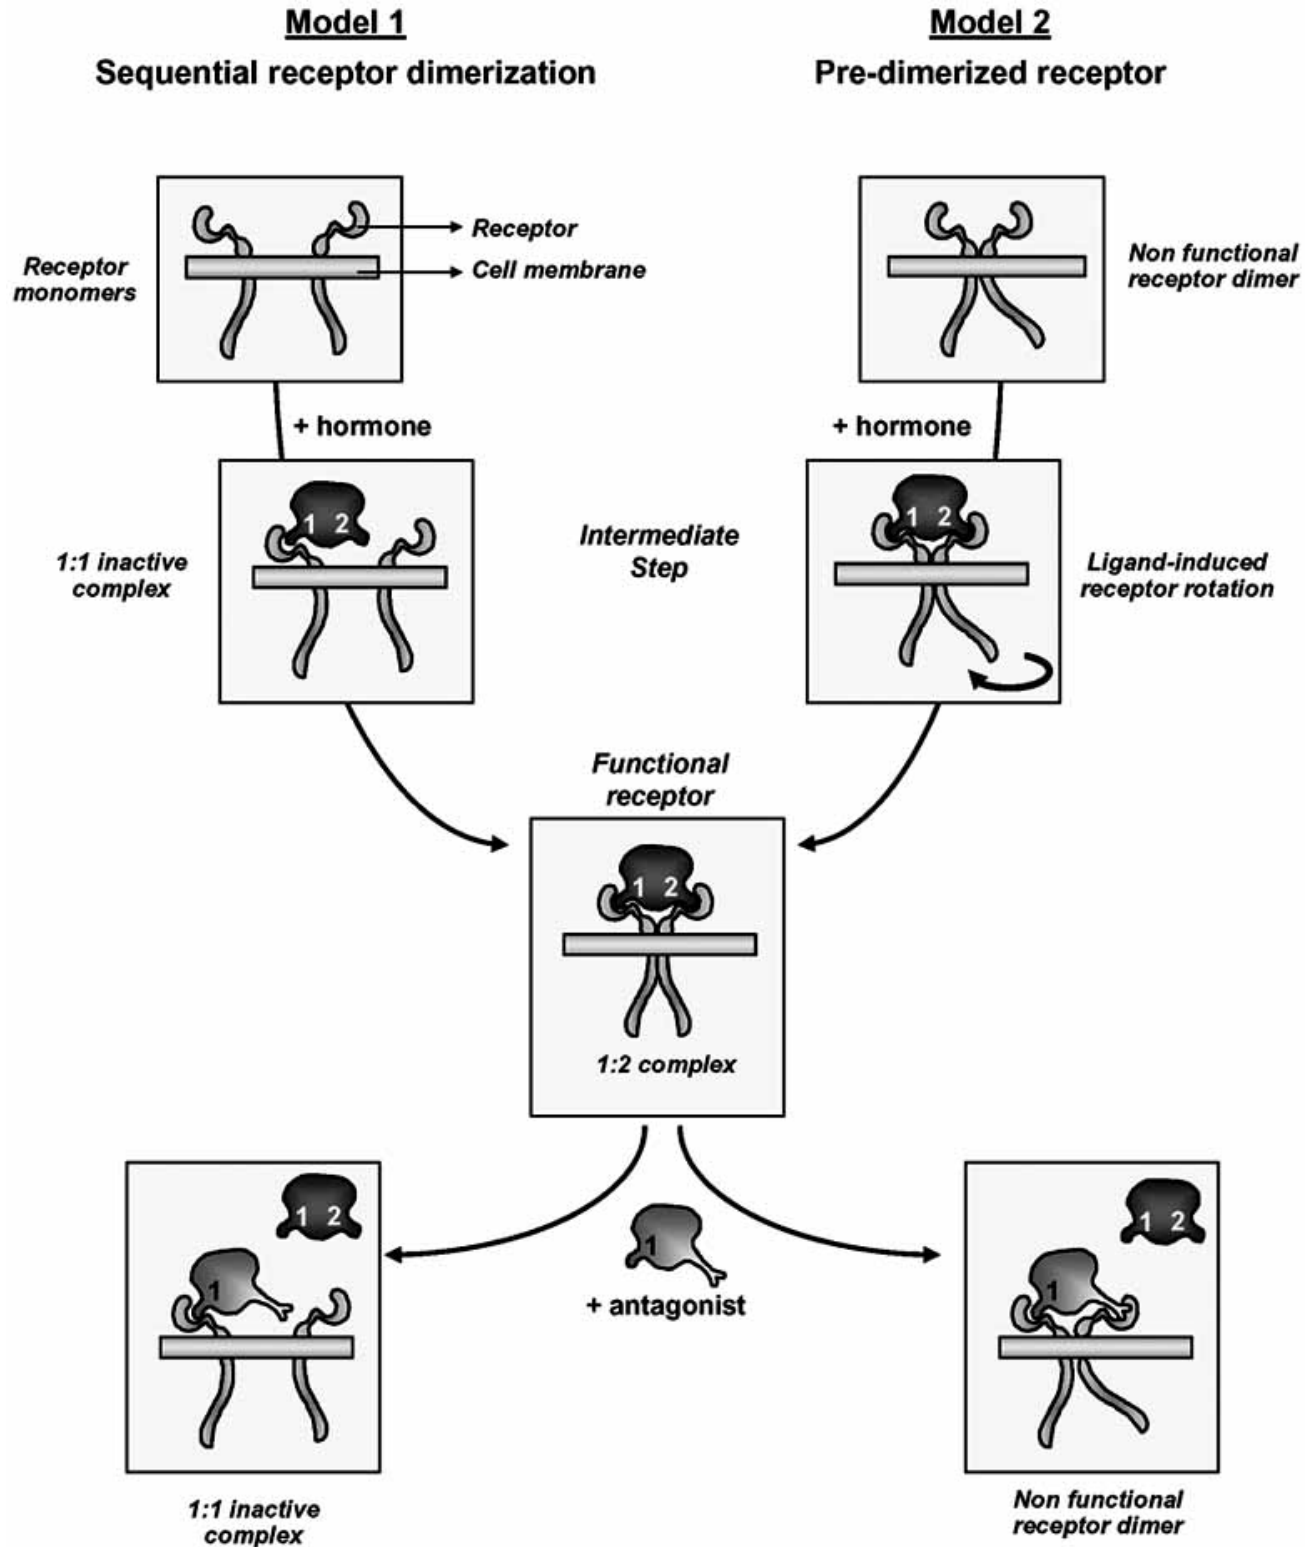 Model 1
Sequential receptor dimerization
Model 2
Pre-dimerized receptor
Receptor
monomers
Receptor
Cell membrane
Non functional
receptor dimer
+ hormone
+ hormone
1:1 inactive
complex
1 2
Intermediate
Step
1 2
Ligand-induced
receptor rotation
Functional
receptor
1 2
1:2 complex
1 2
1
1
+ antagonist
1 2
1
1:1 inactive
complex
Non functional
receptor dimer